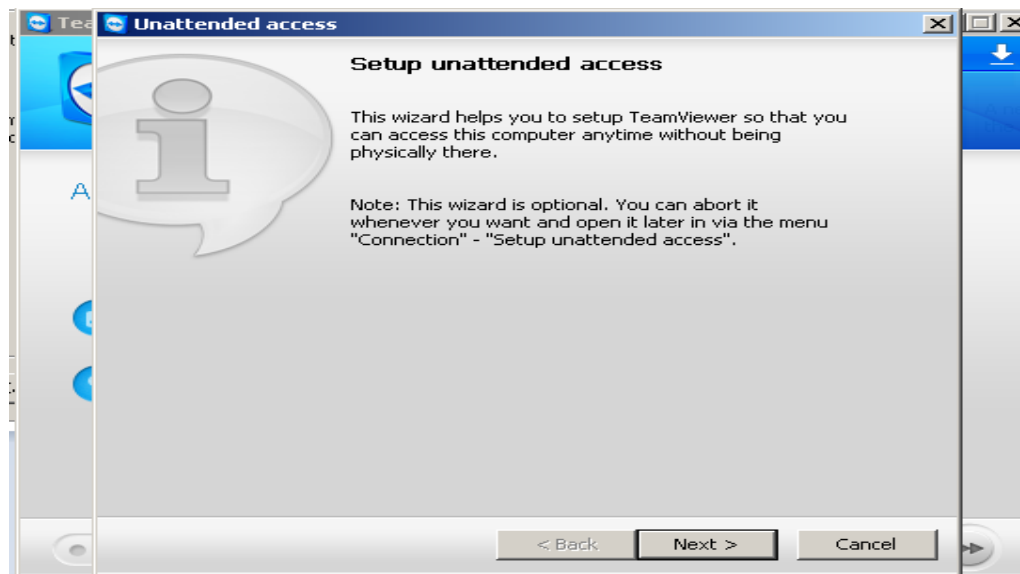 Tea
Unattended access
Setup unattended access
This wizard helps you to setup TeamViewer so that you
can access this computer anytime without being
physically there.
Note: This wizard is optional. You can abort it
whenever you want and open it later in via the menu
"Connection" - "Setup unattended access".
A
< Back
Next >
Cancel